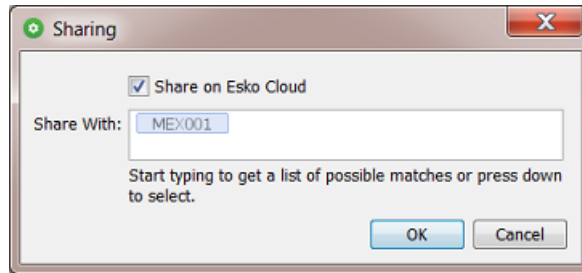 Sharing
Share on Esko Cloud
Share With: MEX001
Start typing to get a list of possible matches or press down
to select.
OK Cancel